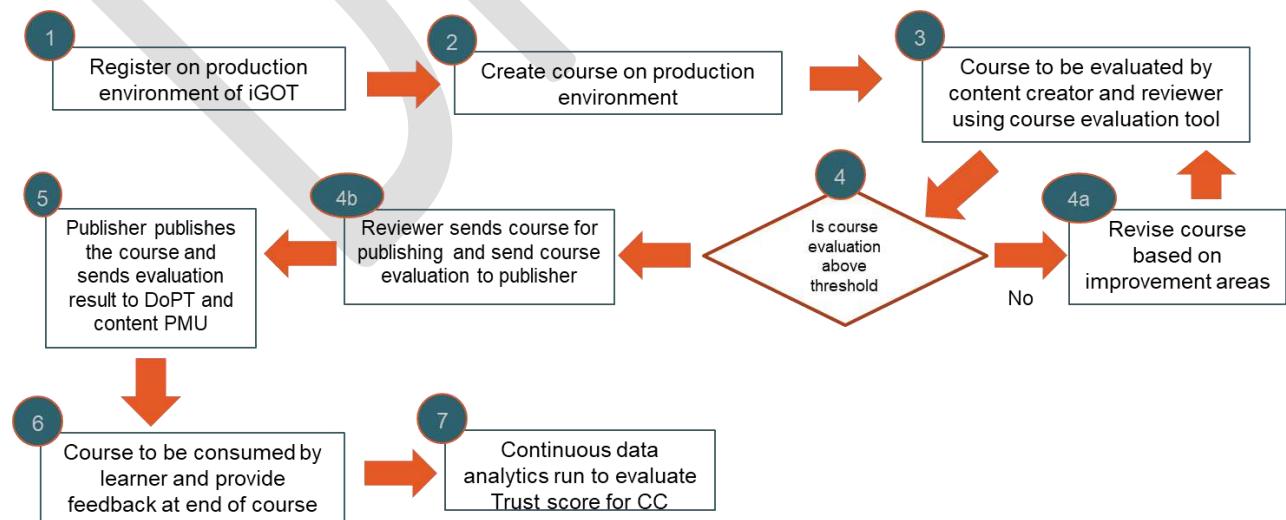 1
Register on production
environment of iGOT
2
Create course on production
environment
3
Course to be evaluated by
content creator and reviewer
using course evaluation tool
4
Is course
evaluation
above
threshold
No
4a
Revise course
based on
improvement areas
4b
Reviewer sends course for
publishing and send course
evaluation to publisher
5
Publisher publishes
the course and
sends evaluation
result to DoPT and
content PMU
6
Course to be consumed by
learner and provide
feedback at end of course
7
Continuous data
analytics run to evaluate
Trust score for CC